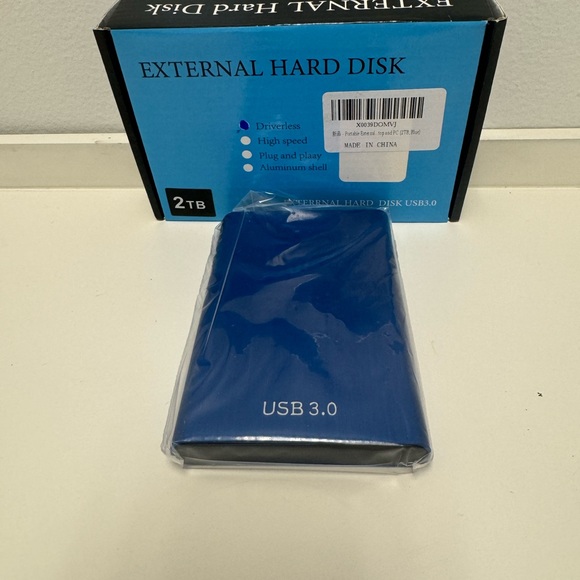 EXTERNAL Hard Disk
EXTERNAL HARD DISK
Driverless
High speed
Plug and plaay
Aluminum shell
X0039DOMVJ
MADE IN CHINA
2TB
EXTERNAL HARD DISK USB3.0
USB 3.0